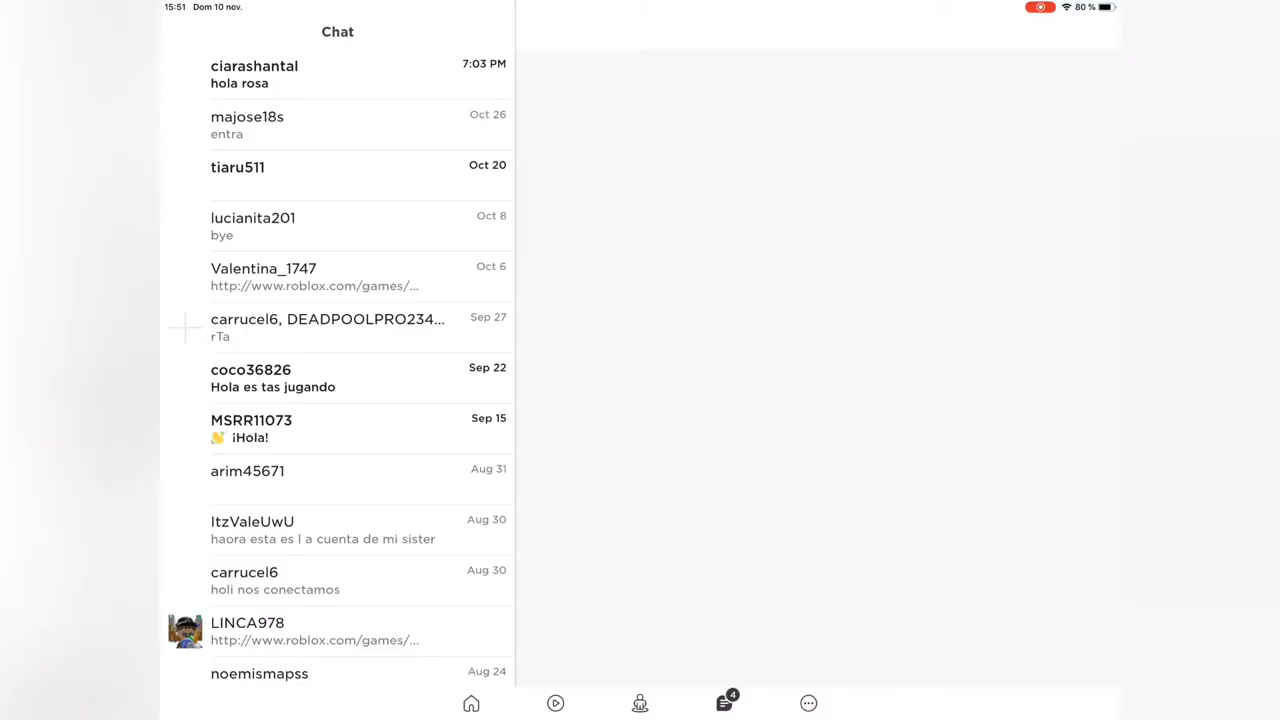 15:51 Dom 10 nov. 80 %
Chat
ciarashantal 7:03 PM
hola rosa
majose18s Oct 26
entra
tiaru511 Oct 20
lucianita201 Oct 8
bye
Valentina_1747 Oct 6
http://www.roblox.com/games/...
carrucel6, DEADPOOLPRO234... Sep 27
rTa
coco36826 Sep 22
Hola es tas jugando
MSRR11073 Sep 15
👋 ¡Hola!
arim45671 Aug 31
ItzValeUwU Aug 30
haora esta es l a cuenta de mi sister
carrucel6 Aug 30
holi nos conectamos
LINCA978
http://www.roblox.com/games/...
noemismapss Aug 24
4